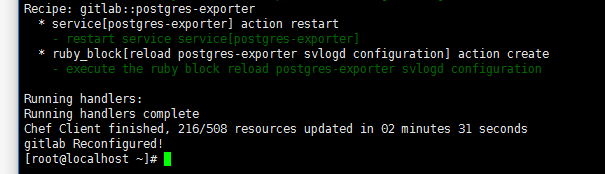 Recipe: gitlab::postgres-exporter
* service[postgres-exporter] action restart
- restart service service[postgres-exporter]
* ruby_block[reload postgres-exporter svlogd configuration] action create
- execute the ruby block reload postgres-exporter svlogd configuration
Running handlers:
Running handlers complete
Chef Client finished, 216/508 resources updated in 02 minutes 31 seconds
gitlab Reconfigured!
[root@localhost ~]#